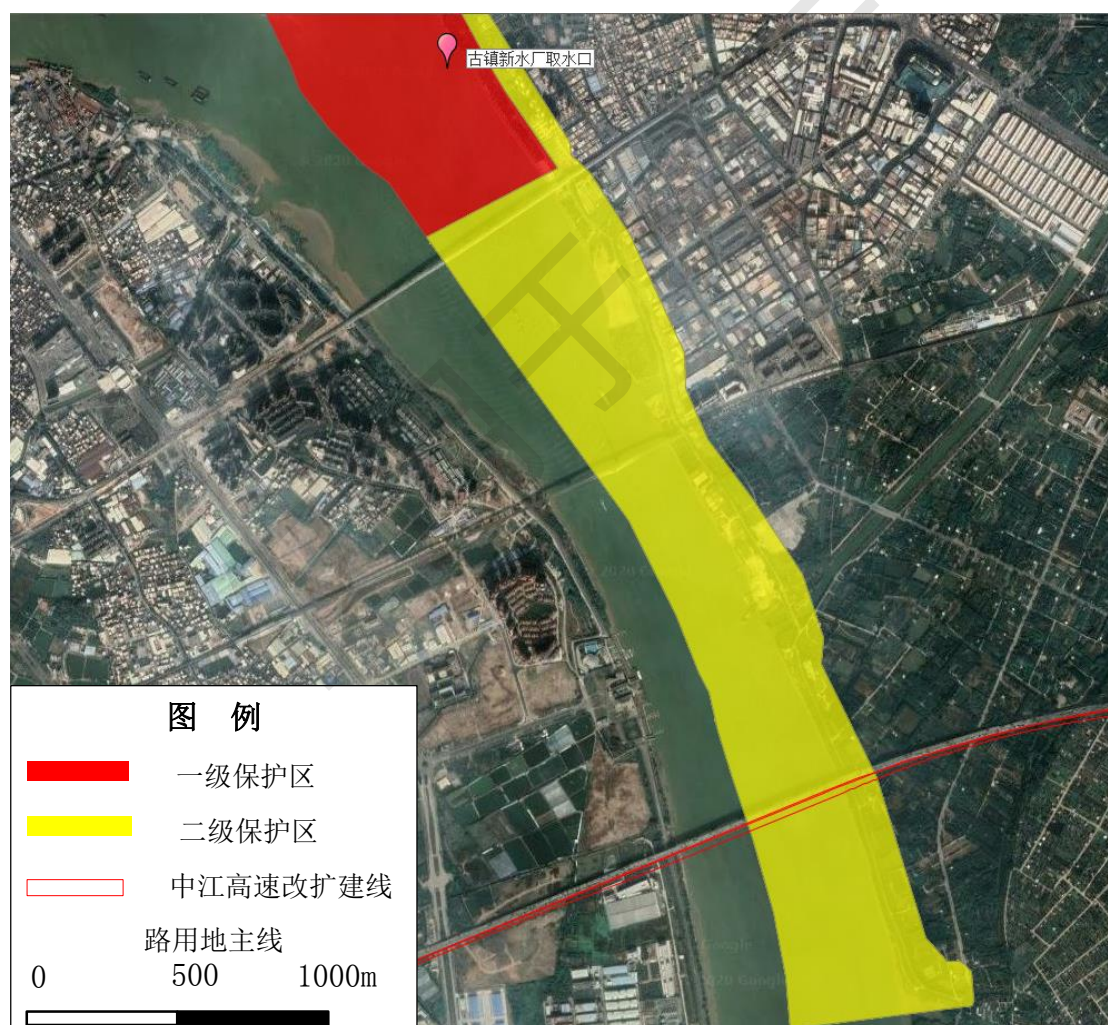 古镇新水厂取水口
图 例
一级保护区
二级保护区
中江高速改扩建线
路用地主线
0 500 1000m